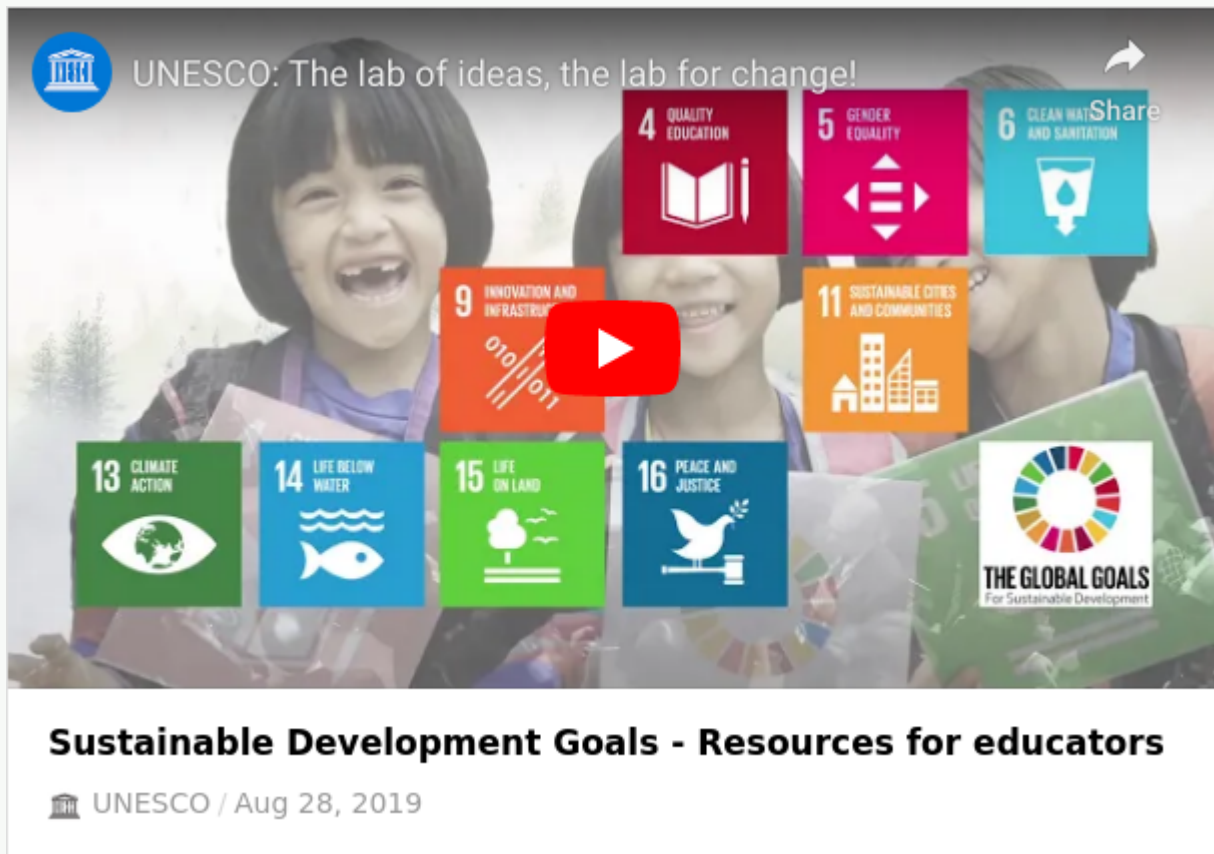 UNESCO
UNESCO: The lab of ideas, the lab for change!
Share
4 QUALITY
EDUCATION
5 GENDER
EQUALITY
6 CLEAN
AND SANITATION
9 INNOVATION AND
010
011
11 SUSTAINABLE CITIES
AND COMMUNITIES
13 CLIMATE
ACTION
14 LIFE BELOW
WATER
15 LIFE
ON LAND
16 PEACE AND
JUSTICE
THE GLOBAL GOALS
For Sustainable Development
Sustainable Development Goals - Resources for educators
UNESCO / Aug 28, 2019